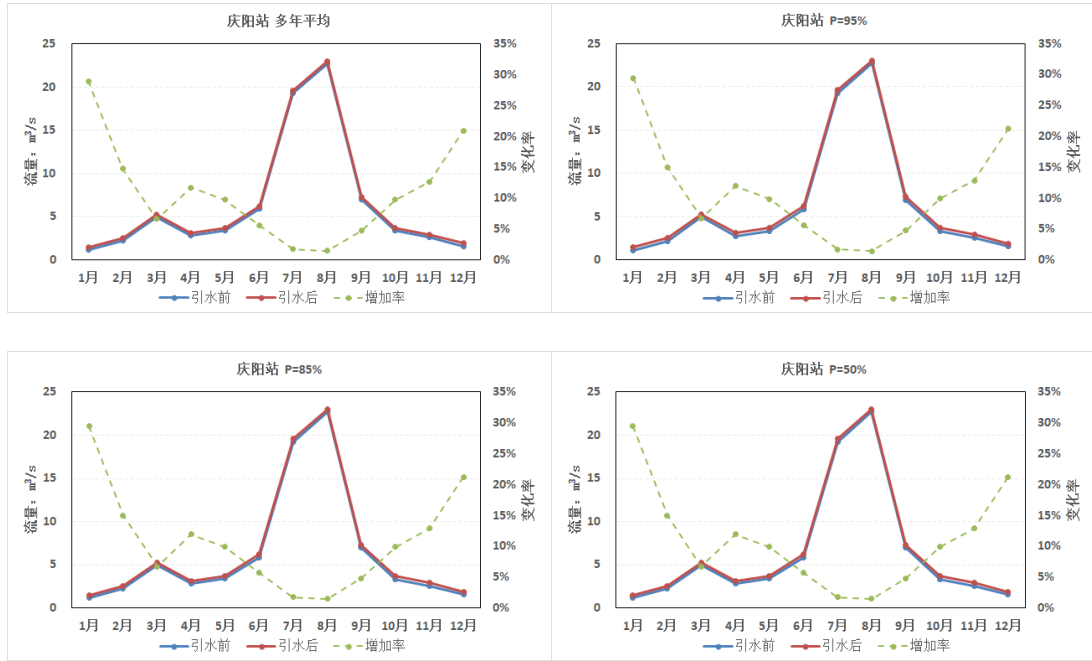 庆阳站 多年平均
25
20
15
10
5
0
流量：m³/s
35%
30%
25%
20%
15%
10%
5%
0%
变化率
1月 2月 3月 4月 5月 6月 7月 8月 9月 10月 11月 12月
引水前 引水后 增加率
庆阳站 P=95%
25
20
15
10
5
0
流量：m³/s
35%
30%
25%
20%
15%
10%
5%
0%
变化率
1月 2月 3月 4月 5月 6月 7月 8月 9月 10月 11月 12月
引水前 引水后 增加率
庆阳站 P=85%
25
20
15
10
5
0
流量：m³/s
35%
30%
25%
20%
15%
10%
5%
0%
变化率
1月 2月 3月 4月 5月 6月 7月 8月 9月 10月 11月 12月
引水前 引水后 增加率
庆阳站 P=50%
25
20
15
10
5
0
流量：m³/s
35%
30%
25%
20%
15%
10%
5%
0%
变化率
1月 2月 3月 4月 5月 6月 7月 8月 9月 10月 11月 12月
引水前 引水后 增加率